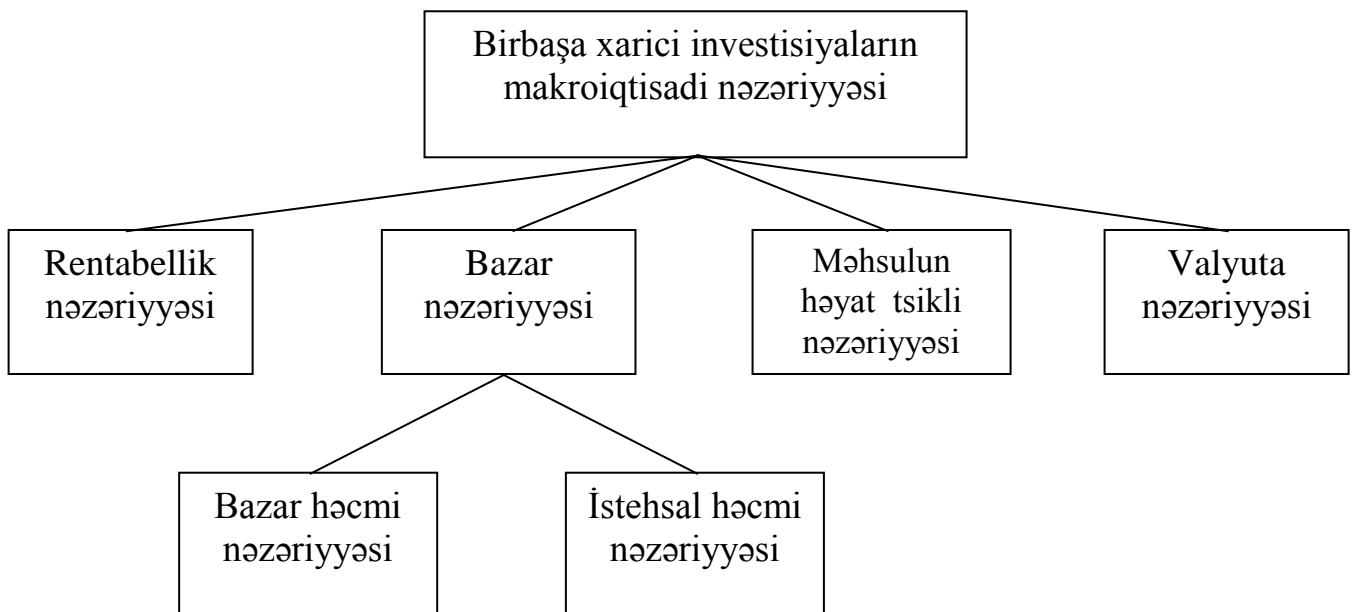 Birbaşa xarici investisiyaların
makroiqtisadi nəzəriyyəsi
Rentabellik
nəzəriyyəsi
Bazar
nəzəriyyəsi
Məhsulun
həyat tsikli
nəzəriyyəsi
Valyuta
nəzəriyyəsi
Bazar həcmi
nəzəriyyəsi
İstehsal həcmi
nəzəriyyəsi